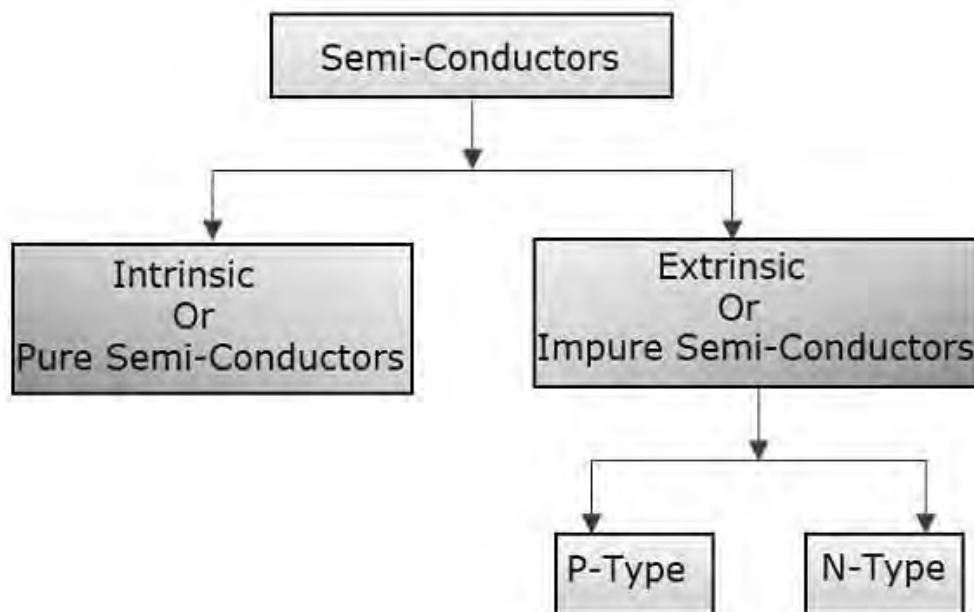 Semi-Conductors
Intrinsic
Or
Pure Semi-Conductors
Extrinsic
Or
Impure Semi-Conductors
P-Type
N-Type